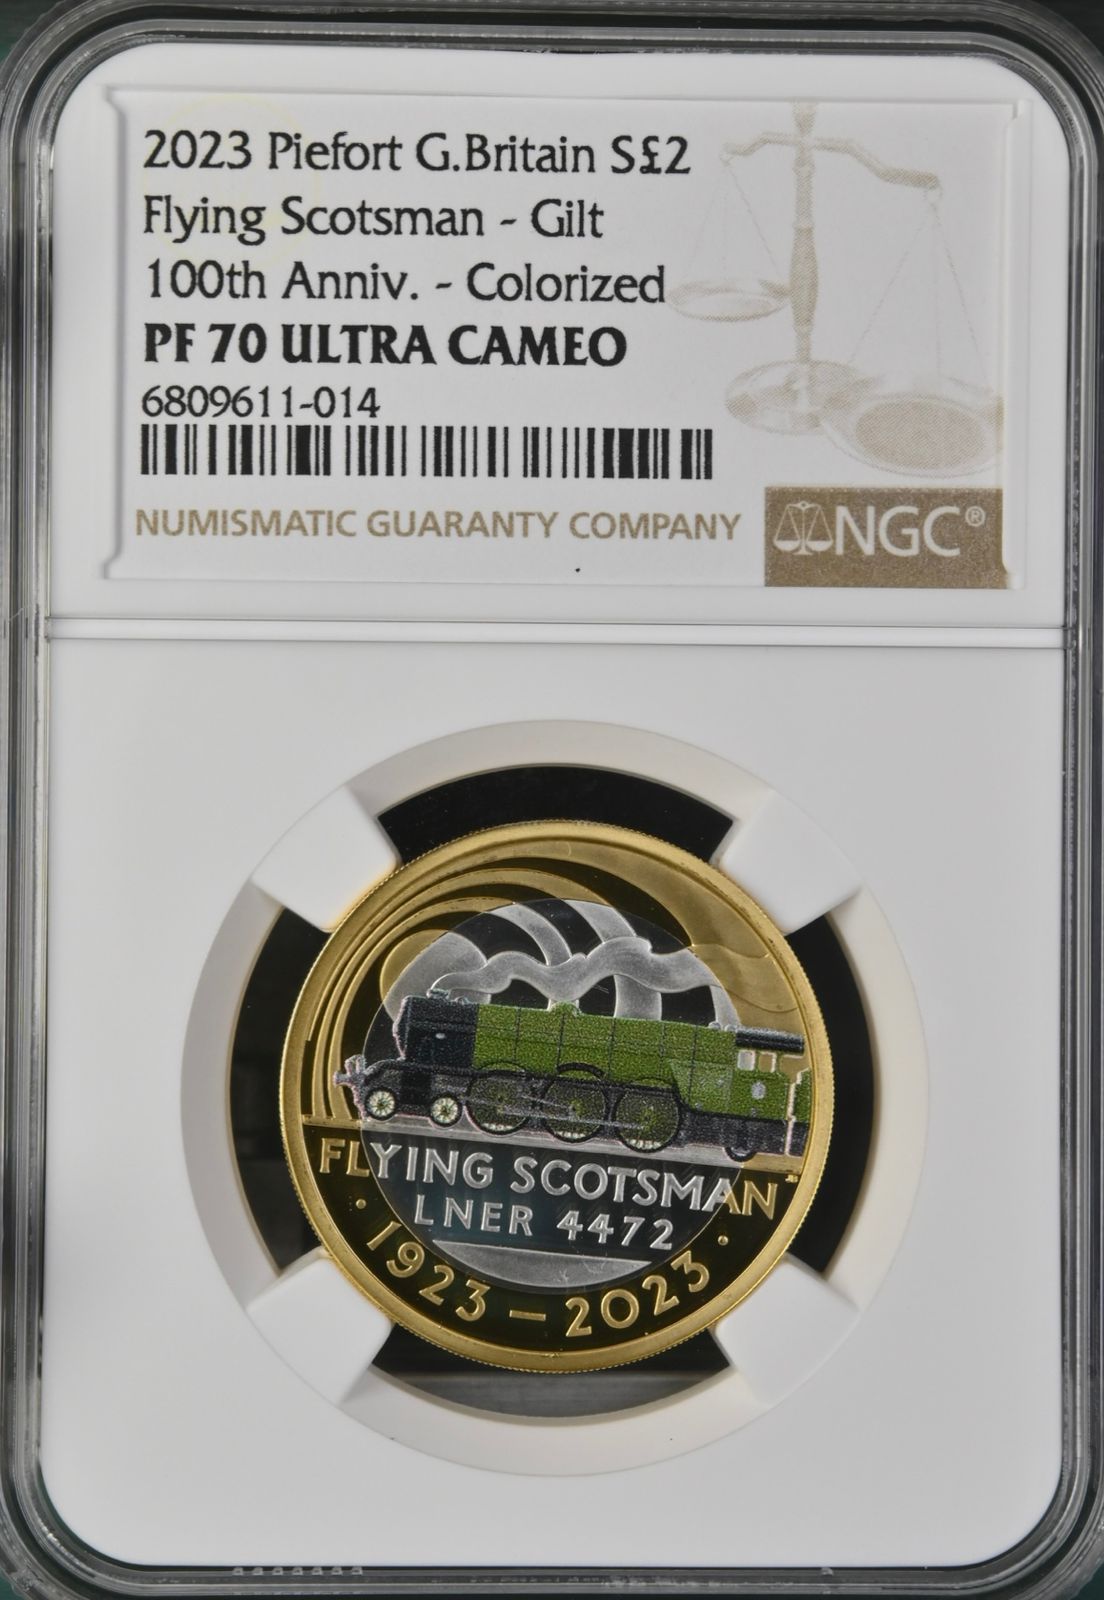 2023 Piefort G.Britain S£2
Flying Scotsman - Gilt
100th Anniv. - Colorized
PF 70 ULTRA CAMEO
6809611-014
NUMISMATIC GUARANTY COMPANY
NGC®
FLYING SCOTSMAN
LNER 4472
· 1923 – 2023 ·